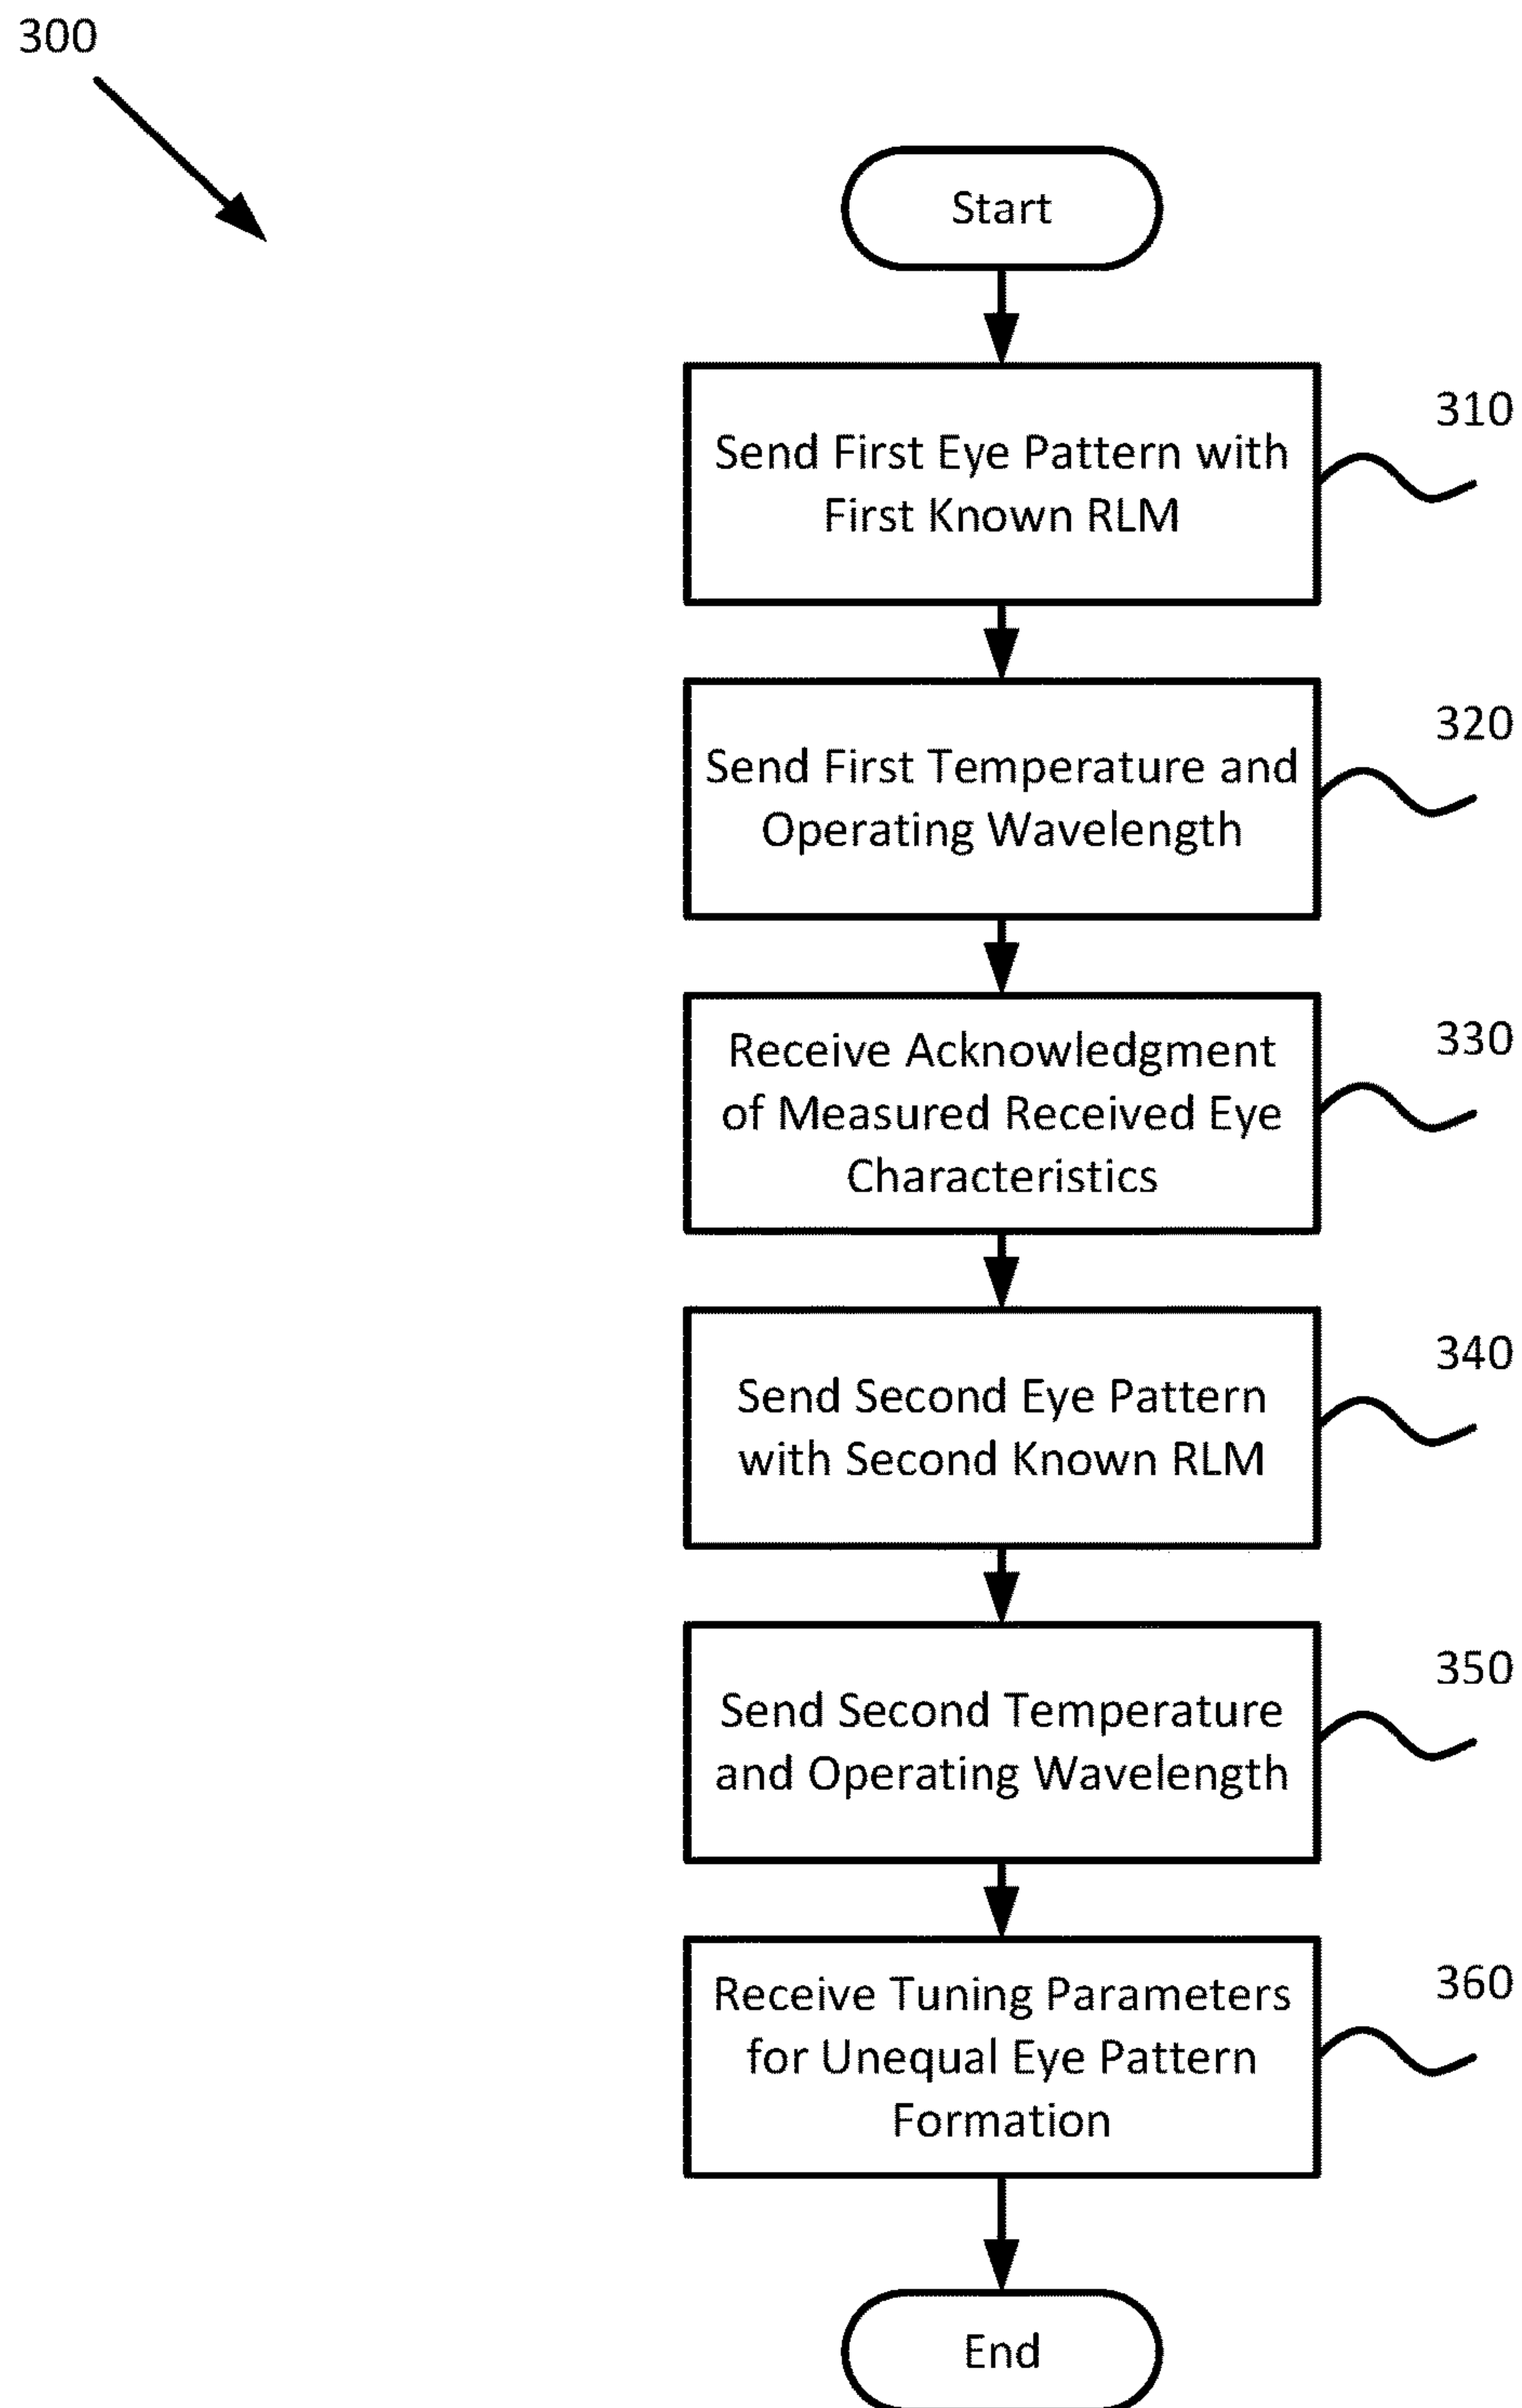 300
Start
310
Send First Eye Pattern with
First Known RLM
320
Send First Temperature and
Operating Wavelength
330
Receive Acknowledgment
of Measured Received Eye
Characteristics
340
Send Second Eye Pattern
with Second Known RLM
350
Send Second Temperature
and Operating Wavelength
360
Receive Tuning Parameters
for Unequal Eye Pattern
Formation
End